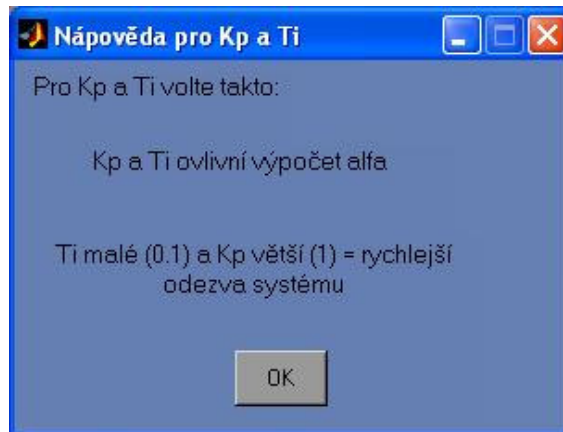 Nápověda pro Kp a Ti
Pro Kp a Ti volte takto:
Kp a Ti ovlivní výpočet alfa
Ti malé (0.1) a Kp větší (1) = rychlejší
odezva systému
OK